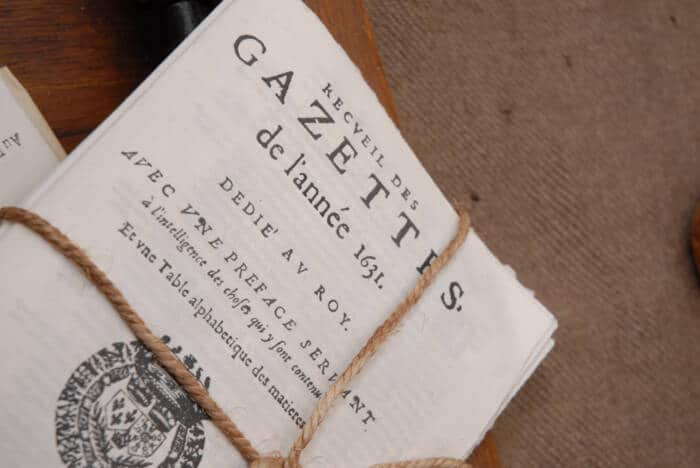 RECVEIL DES
GAZETTES
de l'année 1631.
DEDIE' AV ROY.
AVEC VNE PREFACE SERVANT
à l'intelligence des choses qui y sont contenu
Et vne Table alphabetique des matieres
Au